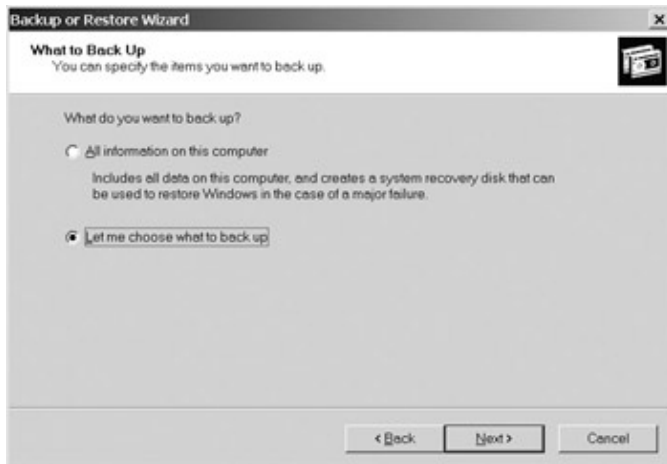 Backup or Restore Wizard
What to Back Up
You can specify the items you want to back up.
What do you want to back up?
All information on this computer
Includes all data on this computer, and creates a system recovery disk that can
be used to restore Windows in the case of a major failure.
Let me choose what to back up
< Back Next > Cancel